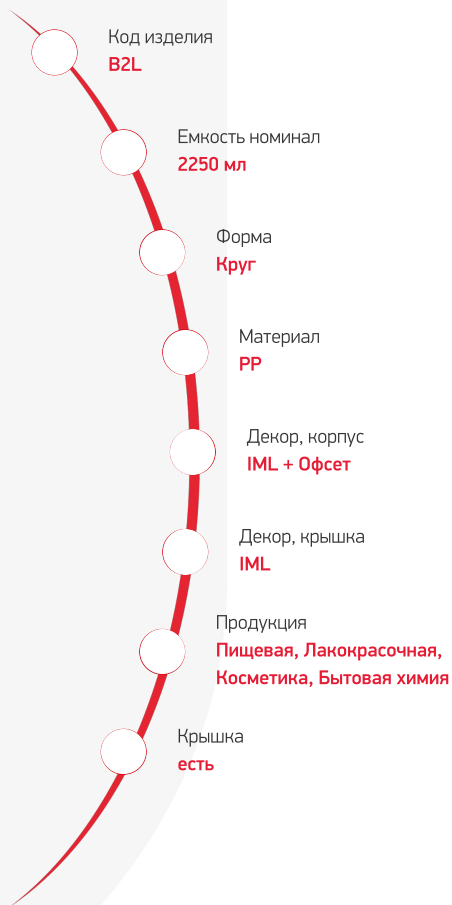 Код изделия
B2L
Емкость номинал
2250 мл
Форма
Круг
Материал
PP
Декор, корпус
IML + Офсет
Декор, крышка
IML
Продукция
Пищевая, Лакокрасочная,
Косметика, Бытовая химия
Крышка
есть